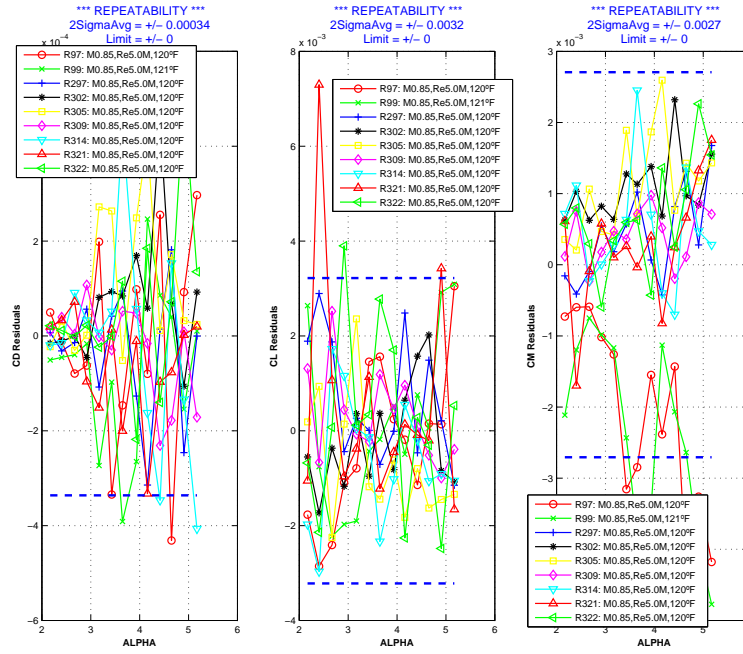 *** REPEATABILITY ***
2SigmaAvg = +/- 0.00034
Limit = +/- 0
x 10^-4
R97: M0.85,Re5.0M,120ºF
R99: M0.85,Re5.0M,121ºF
R297: M0.85,Re5.0M,120ºF
R302: M0.85,Re5.0M,120ºF
R305: M0.85,Re5.0M,120ºF
R309: M0.85,Re5.0M,120ºF
R314: M0.85,Re5.0M,120ºF
R321: M0.85,Re5.0M,120ºF
R322: M0.85,Re5.0M,120ºF
2
0
−2
−4
−6
CD Residuals
2 3 4 5 6
ALPHA
*** REPEATABILITY ***
2SigmaAvg = +/- 0.0032
Limit = +/- 0
x 10^-3
R97: M0.85,Re5.0M,120ºF
R99: M0.85,Re5.0M,121ºF
R297: M0.85,Re5.0M,120ºF
R302: M0.85,Re5.0M,120ºF
R305: M0.85,Re5.0M,120ºF
R309: M0.85,Re5.0M,120ºF
R314: M0.85,Re5.0M,120ºF
R321: M0.85,Re5.0M,120ºF
R322: M0.85,Re5.0M,120ºF
8
6
4
2
0
−2
−4
CL Residuals
2 3 4 5 6
ALPHA
*** REPEATABILITY ***
2SigmaAvg = +/- 0.0027
Limit = +/- 0
x 10^-3
3
2
1
0
−1
−2
−3
CM Residuals
R97: M0.85,Re5.0M,120ºF
R99: M0.85,Re5.0M,121ºF
R297: M0.85,Re5.0M,120ºF
R302: M0.85,Re5.0M,120ºF
R305: M0.85,Re5.0M,120ºF
R309: M0.85,Re5.0M,120ºF
R314: M0.85,Re5.0M,120ºF
R321: M0.85,Re5.0M,120ºF
R322: M0.85,Re5.0M,120ºF
2 3 4 5
ALPHA